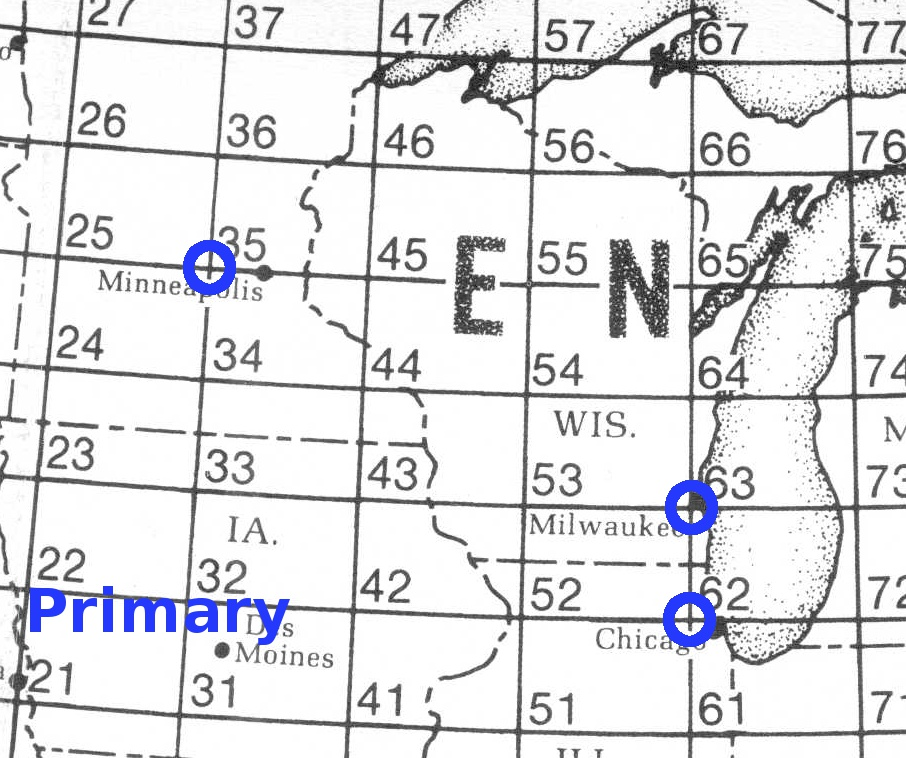 27 37 47 57 67 77
26 36 46 56 66 76
25 35 45 E 55 N 65 75
Minneapolis
24 34 44 54 64 74
WIS. M
23 33 43 53 63 73
Milwaukee
IA.
22 32 42 52 62 72
Primary
Des
Moines
Chicago
21 31 41 51 61 71